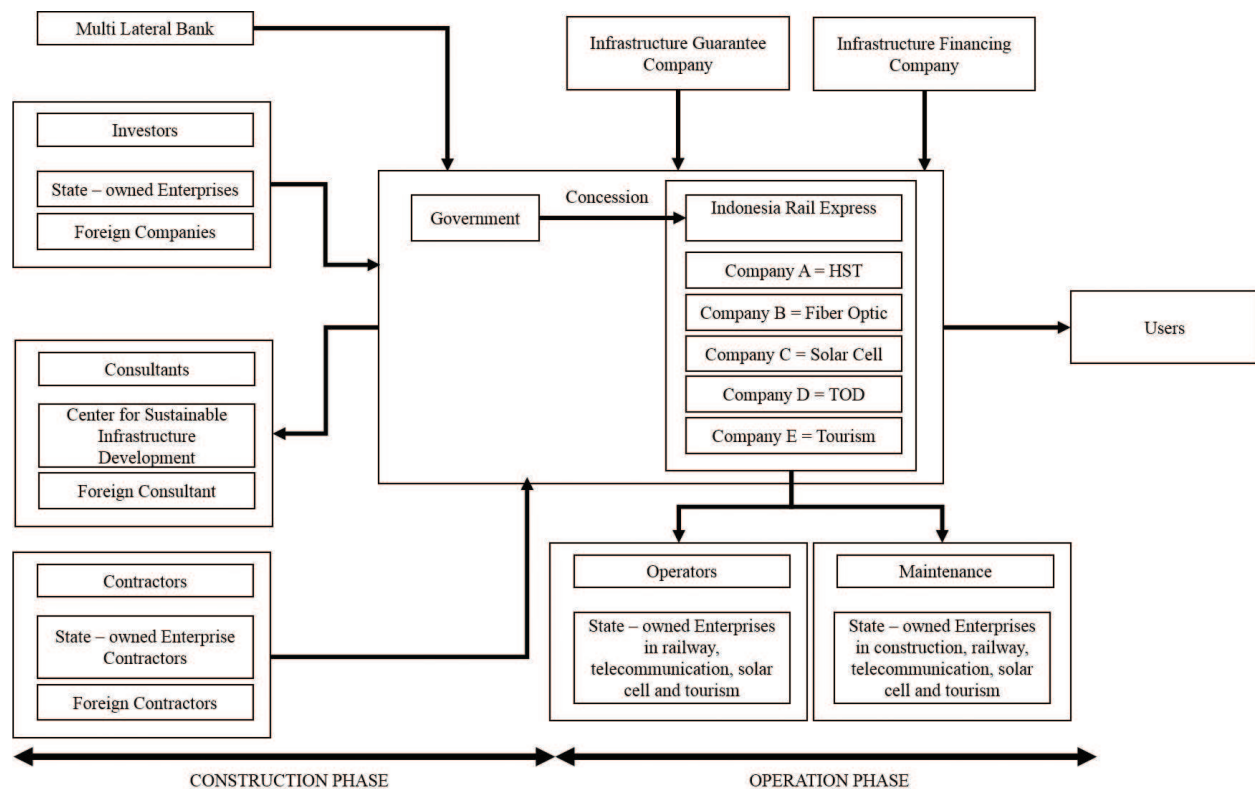 Multi Lateral Bank
Infrastructure Guarantee
Company
Infrastructure Financing
Company
Investors
State – owned Enterprises
Foreign Companies
Government
Concession
Indonesia Rail Express
Company A = HST
Company B = Fiber Optic
Company C = Solar Cell
Company D = TOD
Company E = Tourism
Users
Consultants
Center for Sustainable
Infrastructure
Development
Foreign Consultant
Contractors
State – owned Enterprise
Contractors
Foreign Contractors
Operators
State – owned Enterprises
in railway,
telecommunication, solar
cell and tourism
Maintenance
State – owned Enterprises
in construction, railway,
telecommunication, solar
cell and tourism
CONSTRUCTION PHASE
OPERATION PHASE